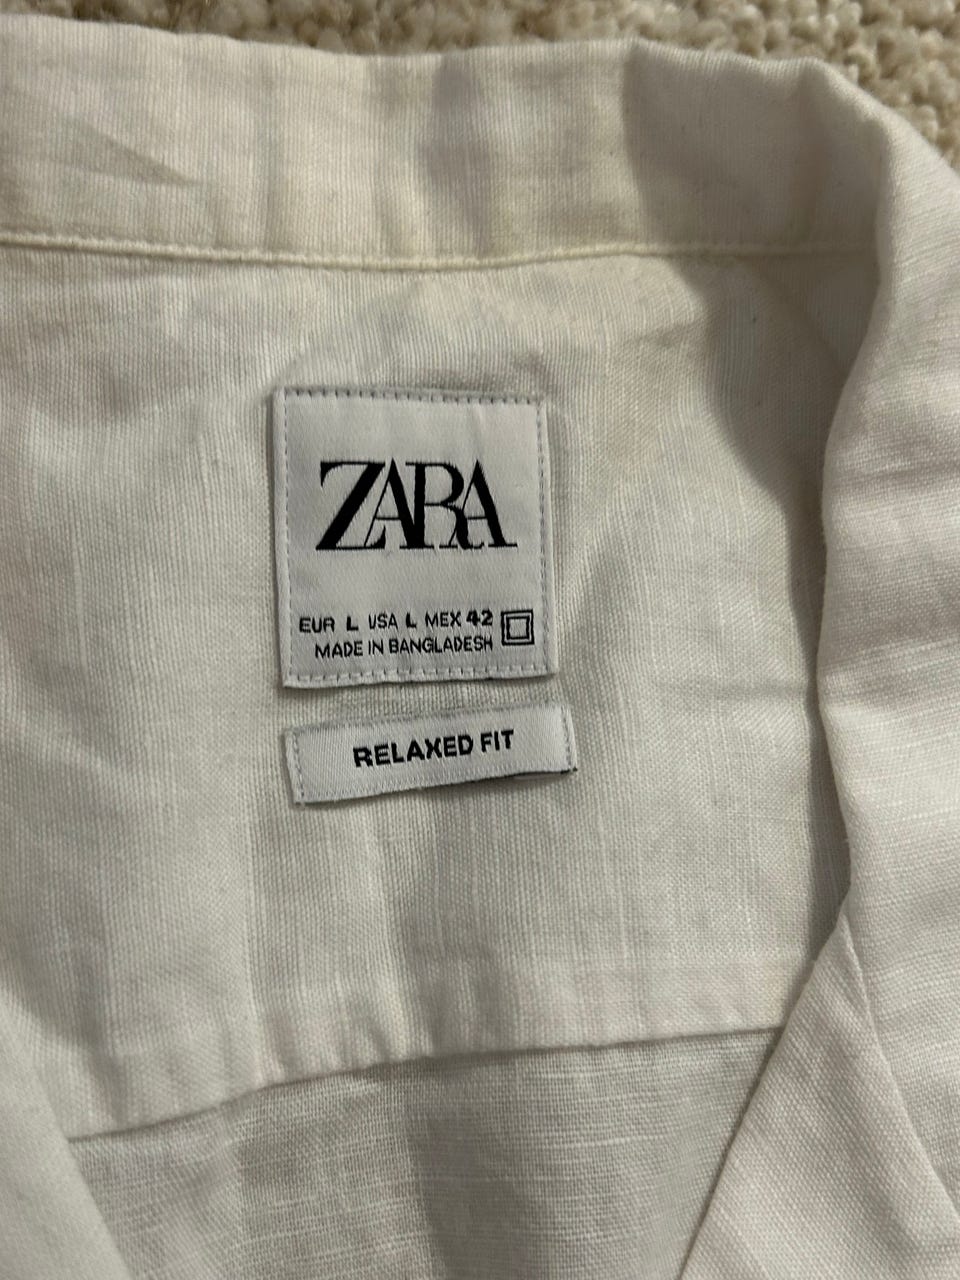 ZARA
EUR L USA L MEX 42
MADE IN BANGLADESH
RELAXED FIT